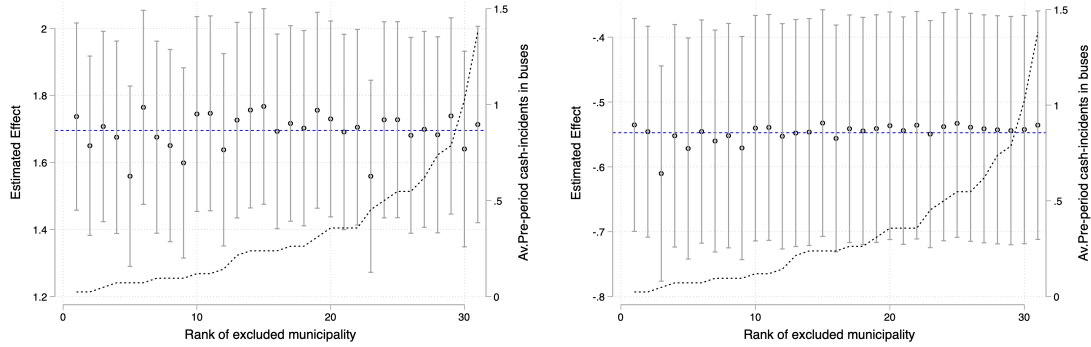 2
1.8
1.6
1.4
1.2
Estimated Effect
1.5
1
.5
0
Av.Pre-period cash-incidents in buses
0 10 20 30
Rank of excluded municipality
-.4
-.5
-.6
-.7
-.8
Estimated Effect
1.5
1
.5
0
Av.Pre-period cash-incidents in buses
0 10 20 30
Rank of excluded municipality